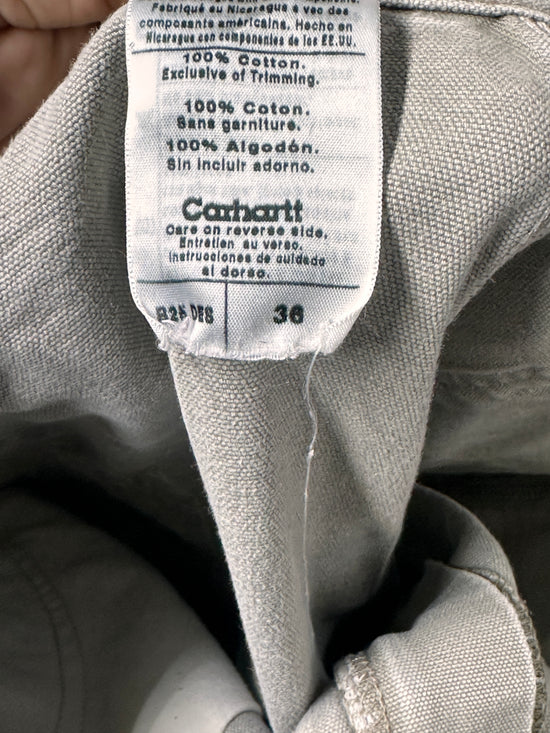 Fabriqué au Nicaragua á vec des
composants américains. Hecho en
Nicaragua con componentes de los EE.UU.
100% Cotton.
Exclusive of Trimming.
100% Coton.
Sans garniture.
100% Algodón.
Sin incluir adorno.
Carhartt
Care on reverse side.
Entretien au verso.
Instrucciones de cuidado
al dorso.
DES 36